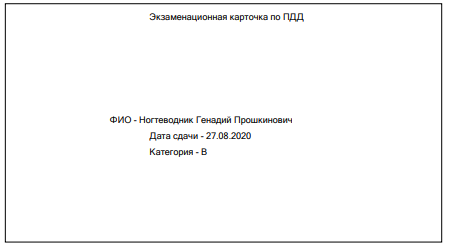 Экзаменационная карточка по ПДД
ФИО - Ногтеводник Генадий Прошкинович
Дата сдачи - 27.08.2020
Категория - В